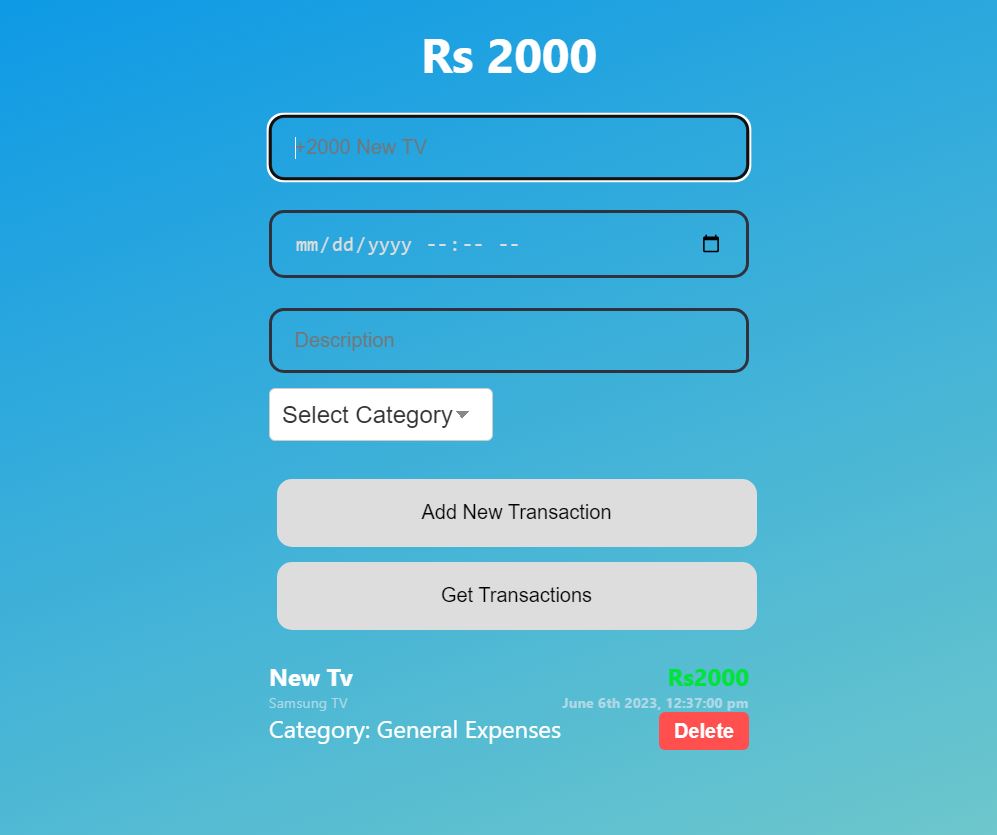 Rs 2000
+2000 New TV
mm/dd/yyyy --:-- --
Description
Select Category
Add New Transaction
Get Transactions
New Tv Rs2000
Samsung TV June 6th 2023, 12:37:00 pm
Category: General Expenses Delete